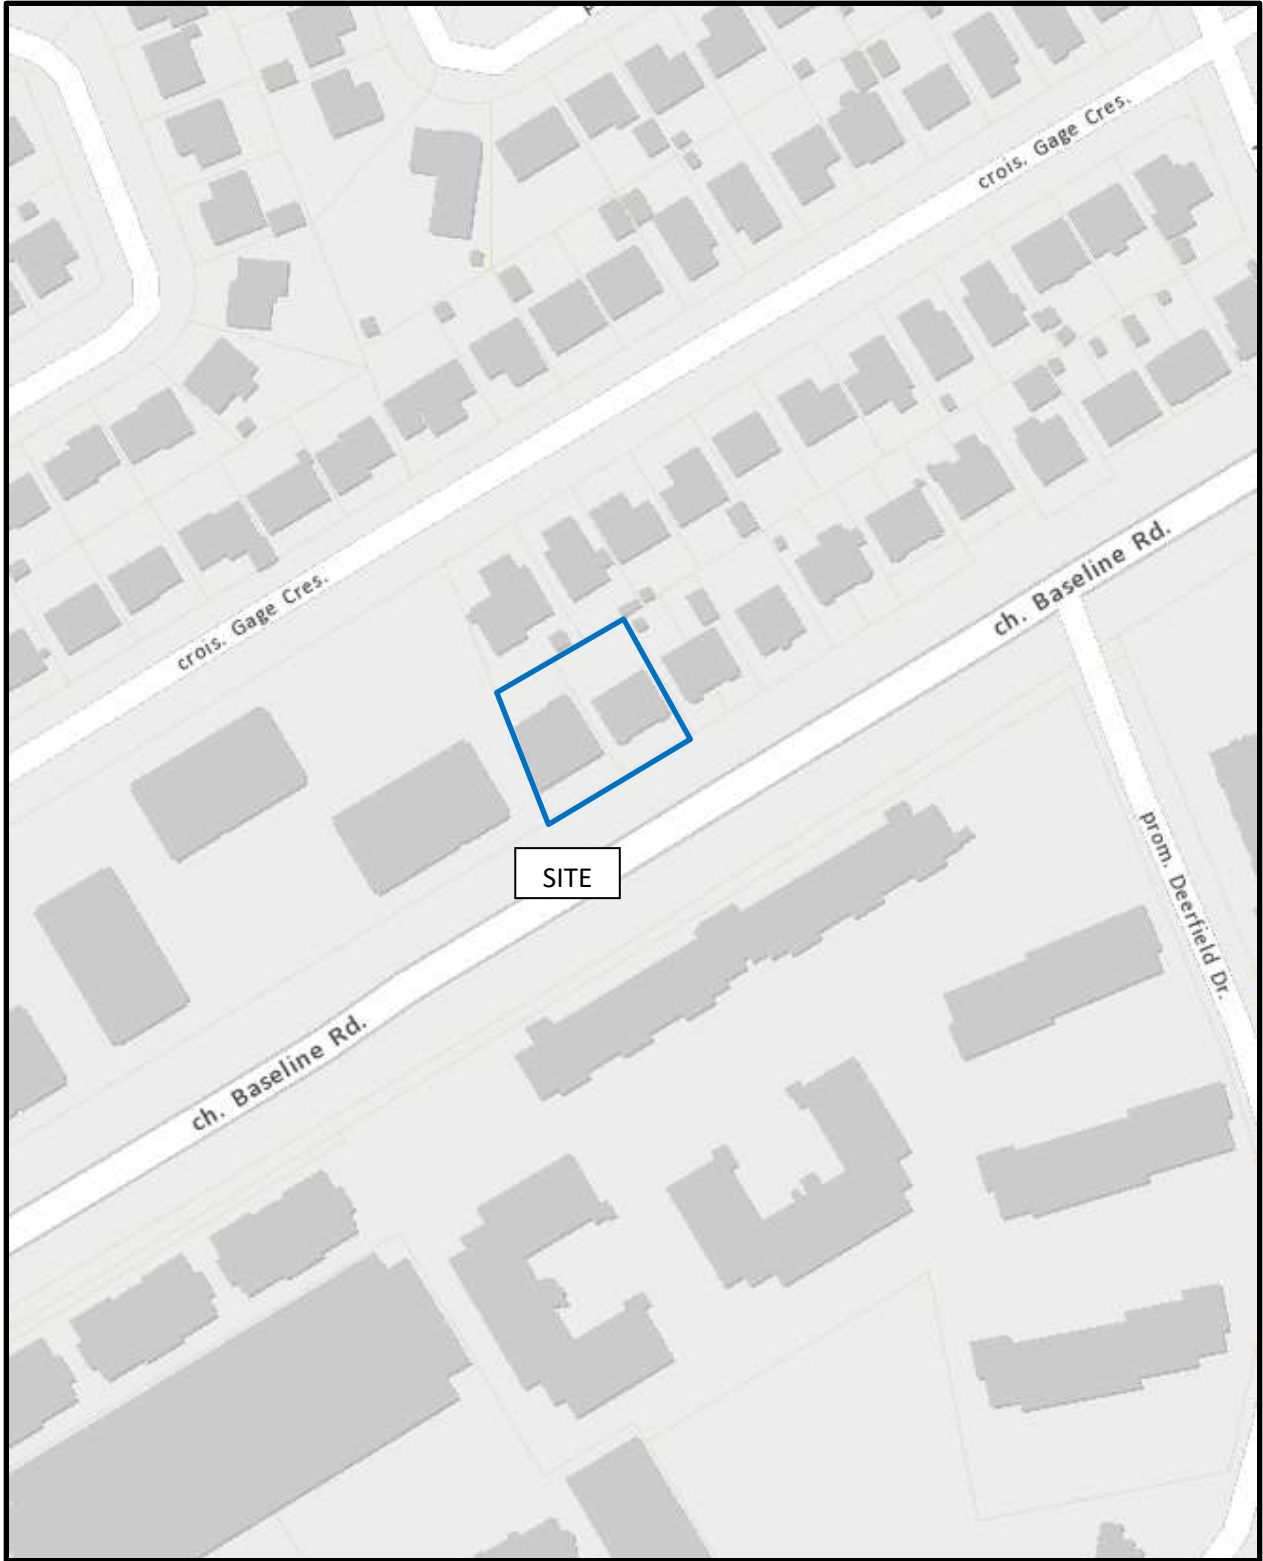 crois. Gage Cres.
ch. Baseline Rd.
crois. Gage Cres.
prom. Deerfield Dr.
SITE
ch. Baseline Rd.